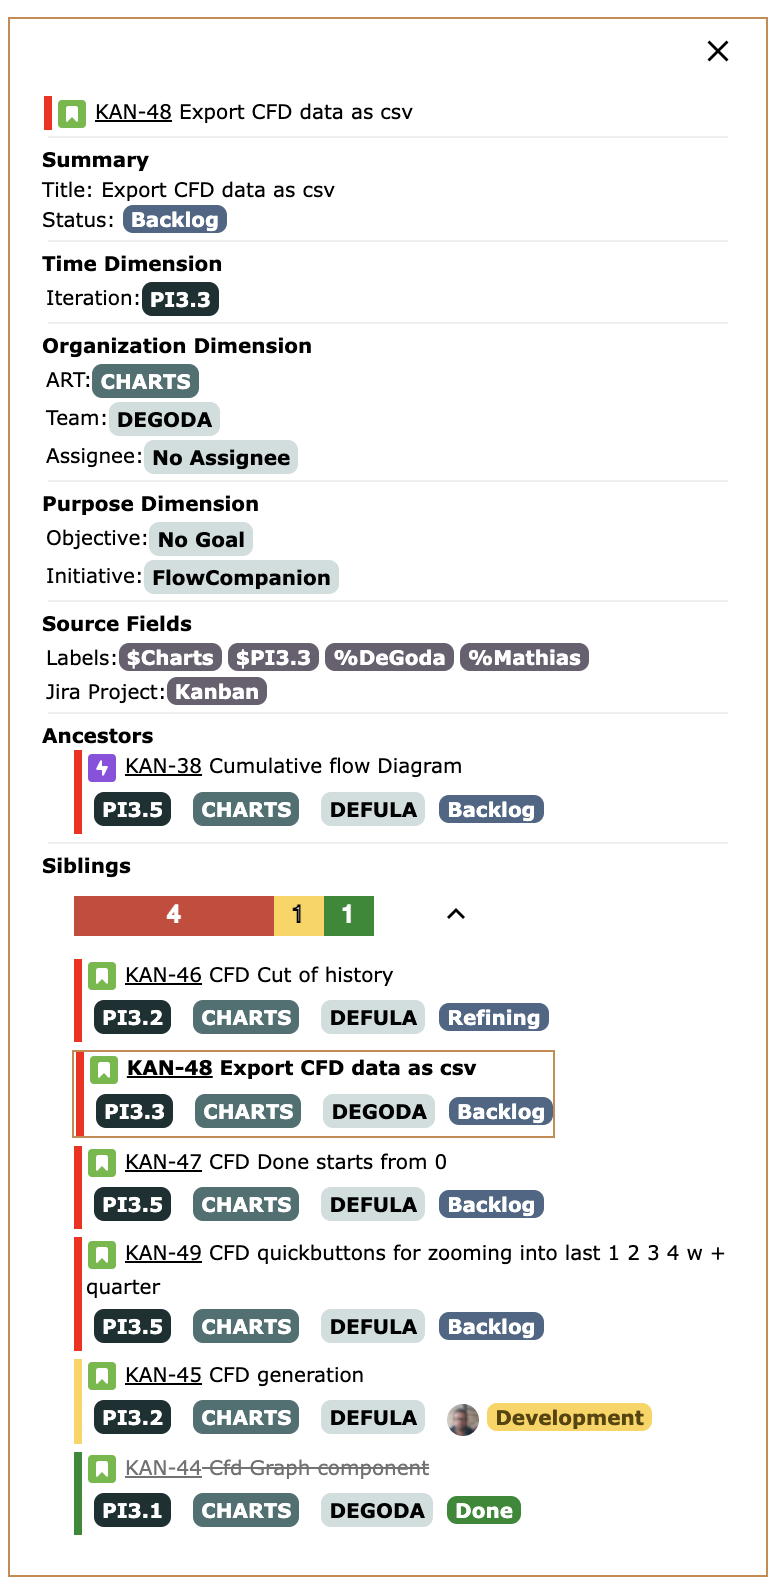 KAN-48 Export CFD data as csv
Summary
Title: Export CFD data as csv
Status: Backlog
Time Dimension
Iteration: PI3.3
Organization Dimension
ART: CHARTS
Team: DEGODA
Assignee: No Assignee
Purpose Dimension
Objective: No Goal
Initiative: FlowCompanion
Source Fields
Labels: $Charts $PI3.3 %DeGoda %Mathias
Jira Project: Kanban
Ancestors
KAN-38 Cumulative flow Diagram
PI3.5 CHARTS DEFULA Backlog
Siblings
4 1 1
KAN-46 CFD Cut of history
PI3.2 CHARTS DEFULA Refining
KAN-48 Export CFD data as csv
PI3.3 CHARTS DEGODA Backlog
KAN-47 CFD Done starts from 0
PI3.5 CHARTS DEFULA Backlog
KAN-49 CFD quickbuttons for zooming into last 1 2 3 4 w +
quarter
PI3.5 CHARTS DEFULA Backlog
KAN-45 CFD generation
PI3.2 CHARTS DEFULA Development
KAN-44 Cfd Graph component
PI3.1 CHARTS DEGODA Done